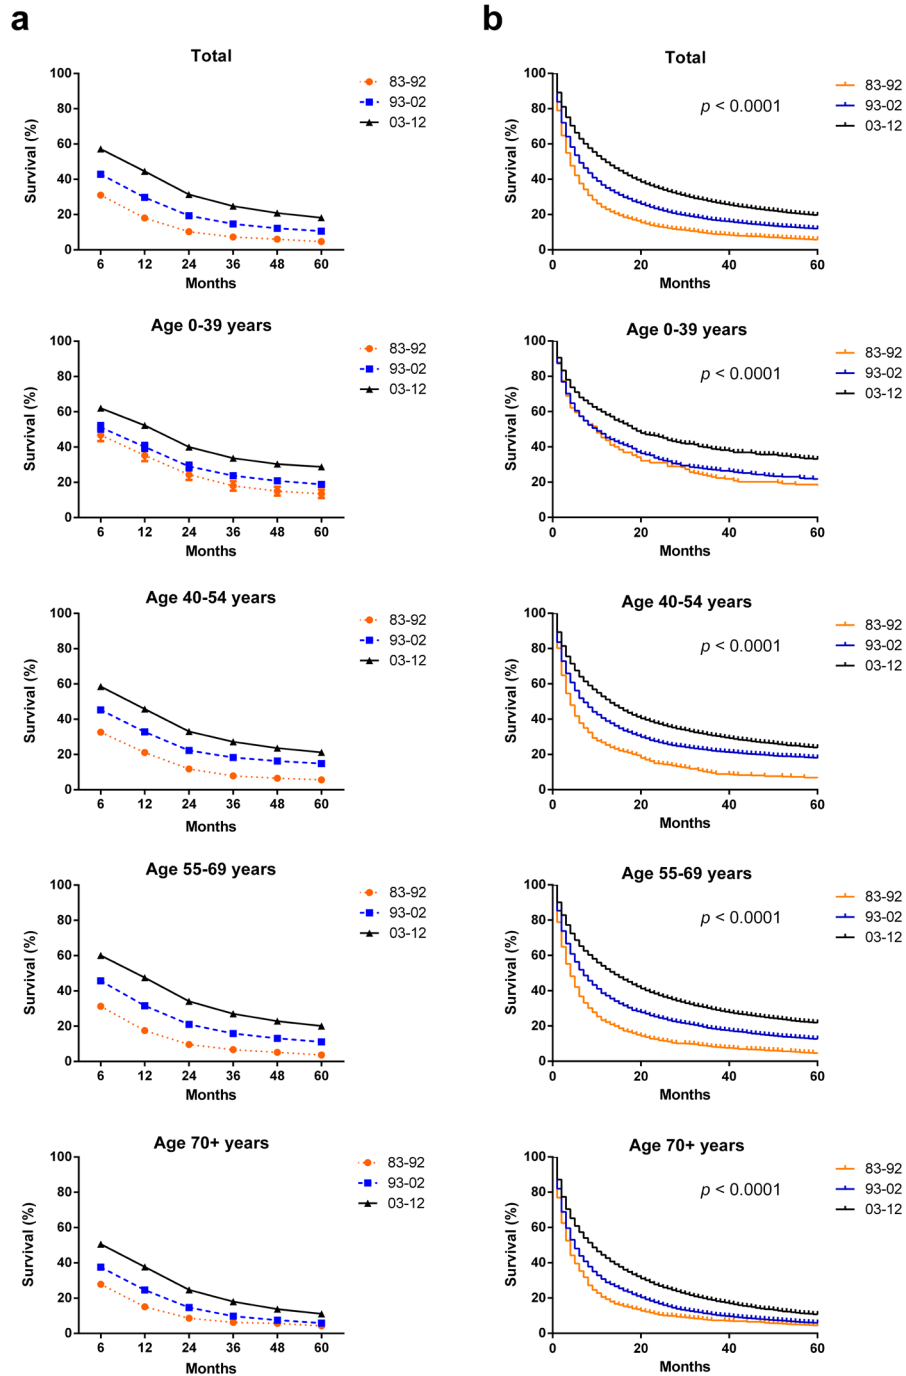 a
b
Total
100
80
60
40
20
0
Survival (%)
6 12 24 36 48 60
Months
83-92
93-02
03-12
Total
100
80
60
40
20
0
Survival (%)
0 20 40 60
Months
p < 0.0001
83-92
93-02
03-12
Age 0-39 years
100
80
60
40
20
0
Survival (%)
6 12 24 36 48 60
Months
83-92
93-02
03-12
Age 0-39 years
100
80
60
40
20
0
Survival (%)
0 20 40 60
Months
p < 0.0001
83-92
93-02
03-12
Age 40-54 years
100
80
60
40
20
0
Survival (%)
6 12 24 36 48 60
Months
83-92
93-02
03-12
Age 40-54 years
100
80
60
40
20
0
Survival (%)
0 20 40 60
Months
p < 0.0001
83-92
93-02
03-12
Age 55-69 years
100
80
60
40
20
0
Survival (%)
6 12 24 36 48 60
Months
83-92
93-02
03-12
Age 55-69 years
100
80
60
40
20
0
Survival (%)
0 20 40 60
Months
p < 0.0001
83-92
93-02
03-12
Age 70+ years
100
80
60
40
20
0
Survival (%)
6 12 24 36 48 60
Months
83-92
93-02
03-12
Age 70+ years
100
80
60
40
20
0
Survival (%)
0 20 40 60
Months
p < 0.0001
83-92
93-02
03-12